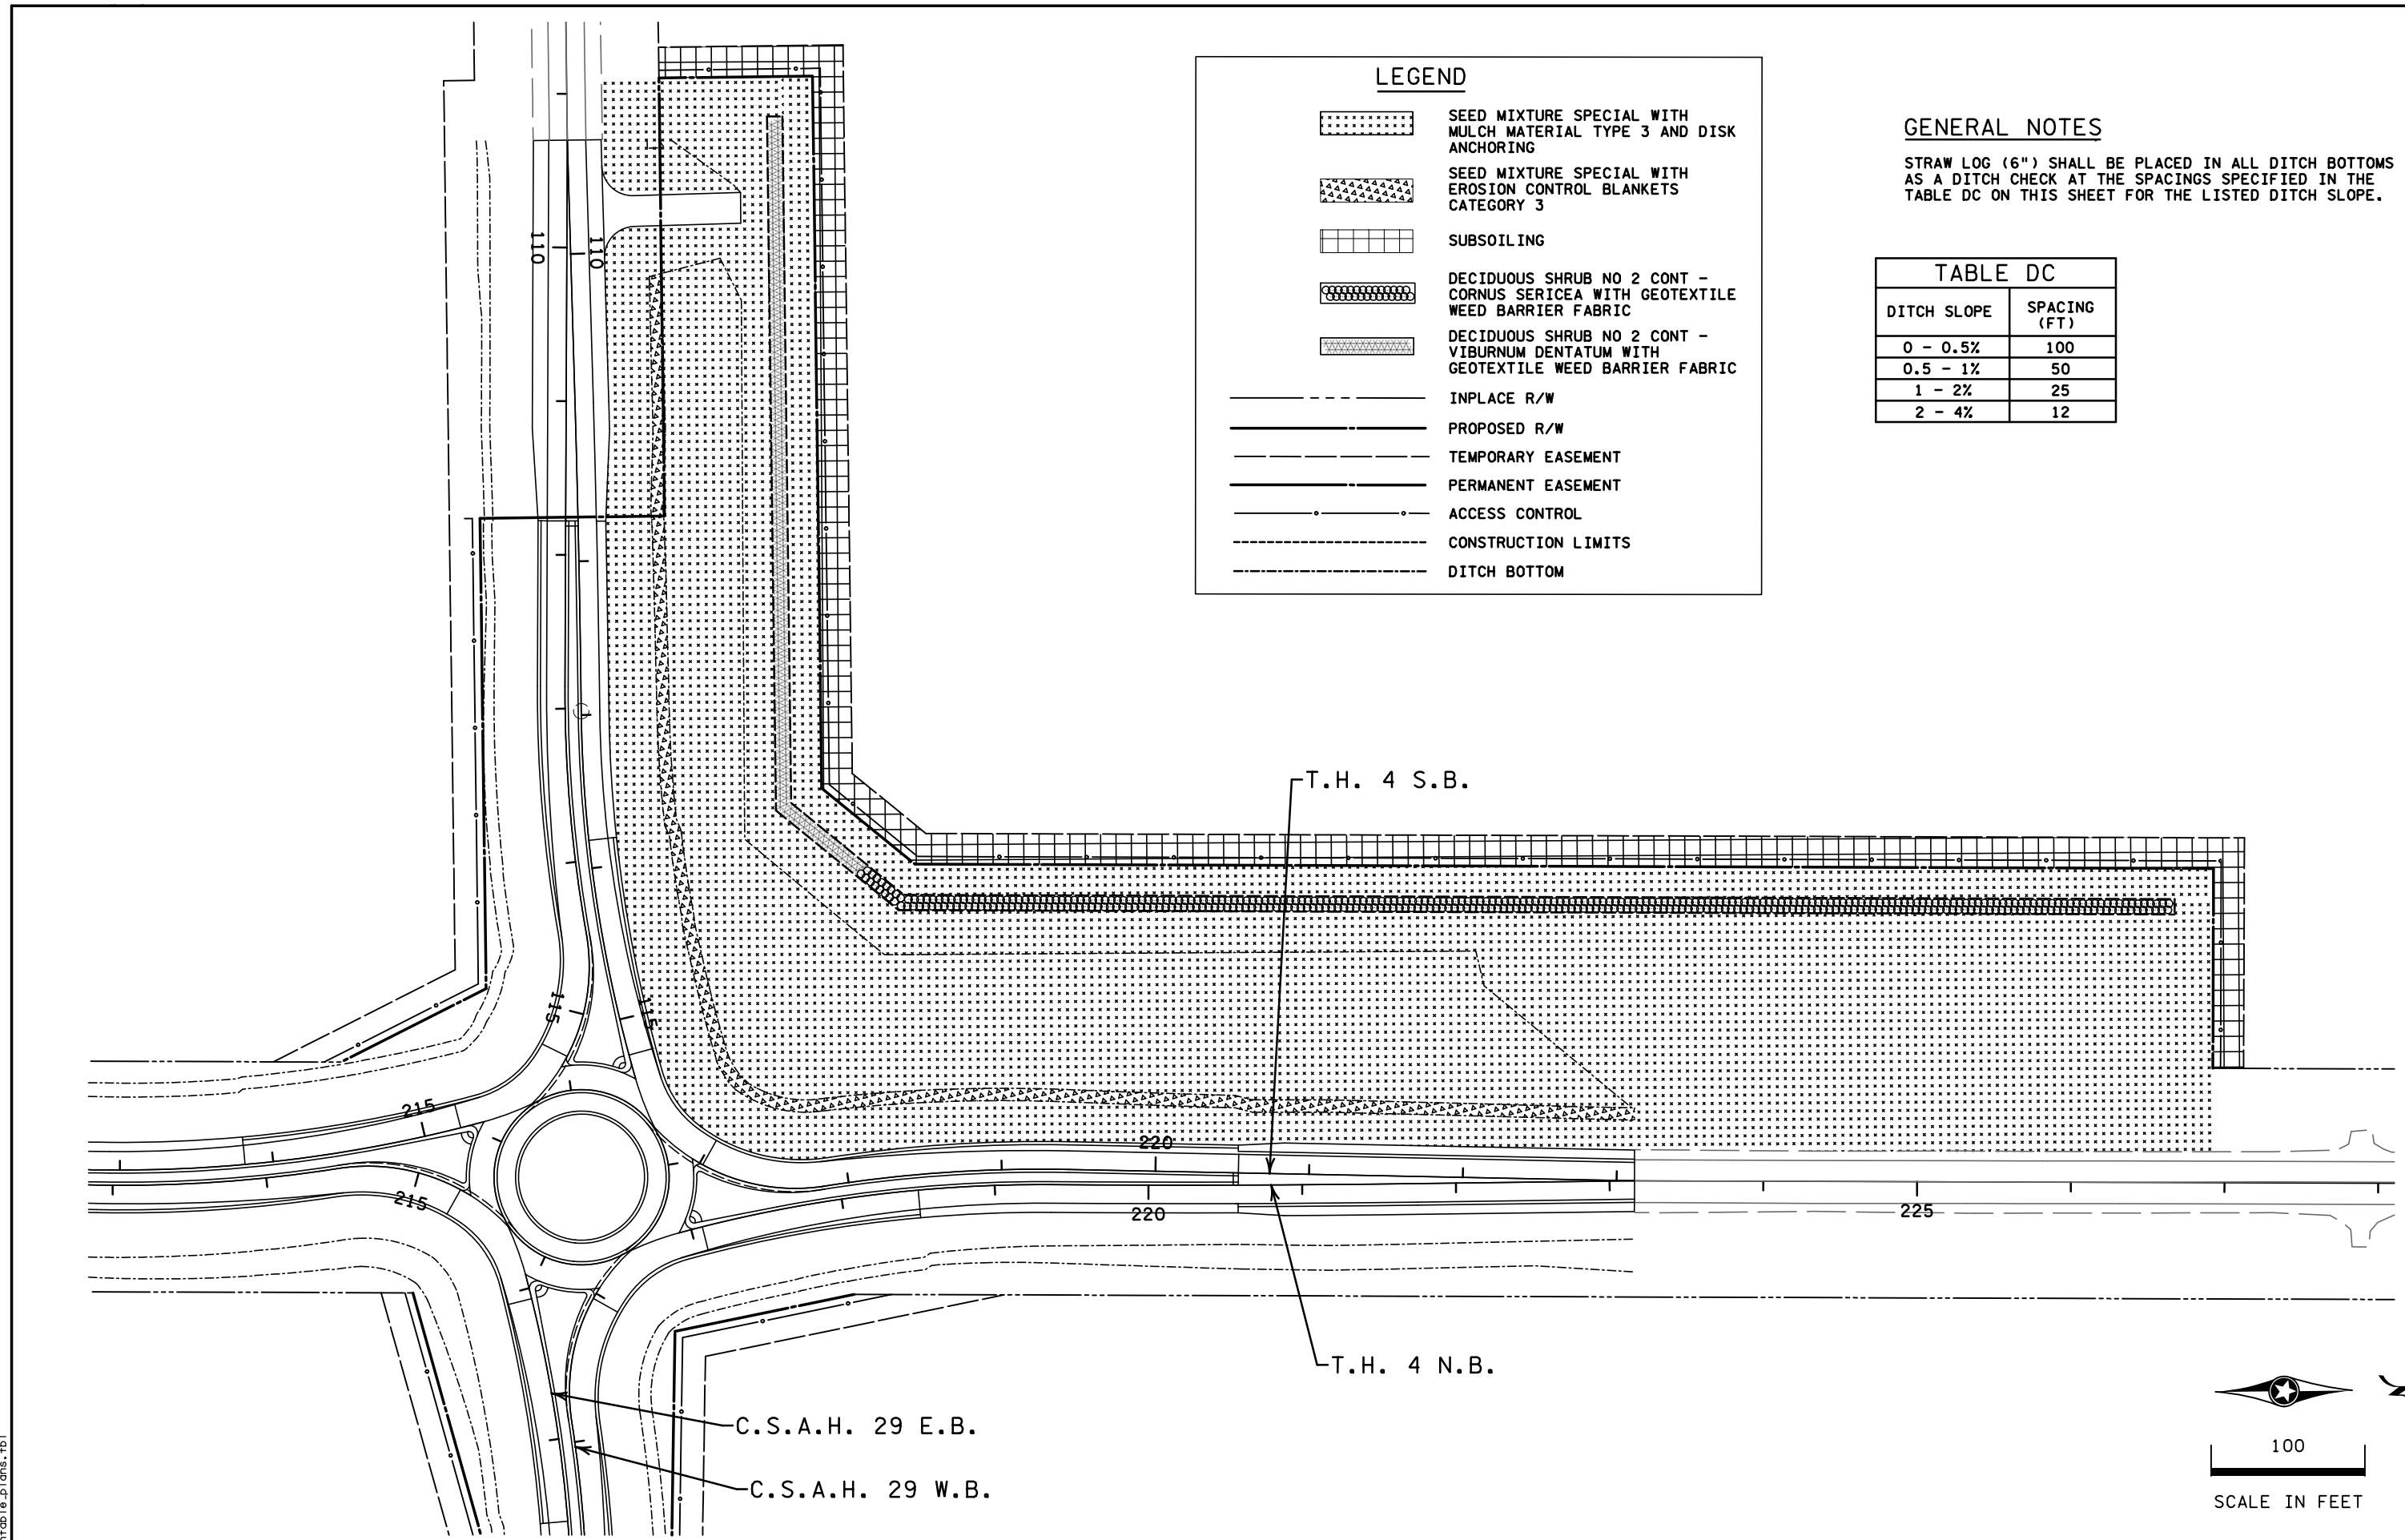 LEGEND
SEED MIXTURE SPECIAL WITH
MULCH MATERIAL TYPE 3 AND DISK
ANCHORING
SEED MIXTURE SPECIAL WITH
EROSION CONTROL BLANKETS
CATEGORY 3
SUBSOILING
DECIDUOUS SHRUB NO 2 CONT -
CORNUS SERICEA WITH GEOTEXTILE
WEED BARRIER FABRIC
DECIDUOUS SHRUB NO 2 CONT -
VIBURNUM DENTATUM WITH
GEOTEXTILE WEED BARRIER FABRIC
INPLACE R/W
PROPOSED R/W
TEMPORARY EASEMENT
PERMANENT EASEMENT
ACCESS CONTROL
CONSTRUCTION LIMITS
DITCH BOTTOM
GENERAL NOTES
STRAW LOG (6") SHALL BE PLACED IN ALL DITCH BOTTOMS
AS A DITCH CHECK AT THE SPACINGS SPECIFIED IN THE
TABLE DC ON THIS SHEET FOR THE LISTED DITCH SLOPE.
TABLE DC
DITCH SLOPE SPACING (FT)
0 - 0.5% 100
0.5 - 1% 50
1 - 2% 25
2 - 4% 12
110
110
T.H. 4 S.B.
115
115
215
220
215
220
225
T.H. 4 N.B.
C.S.A.H. 29 E.B.
C.S.A.H. 29 W.B.
100
SCALE IN FEET